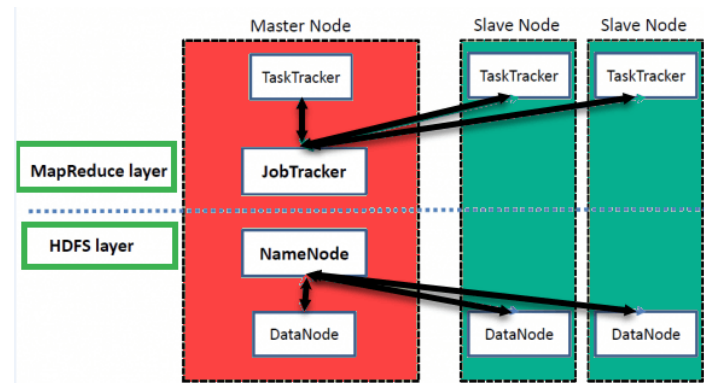 Master Node
Slave Node
Slave Node
TaskTracker
TaskTracker
TaskTracker
MapReduce layer
JobTracker
HDFS layer
NameNode
DataNode
DataNode
DataNode